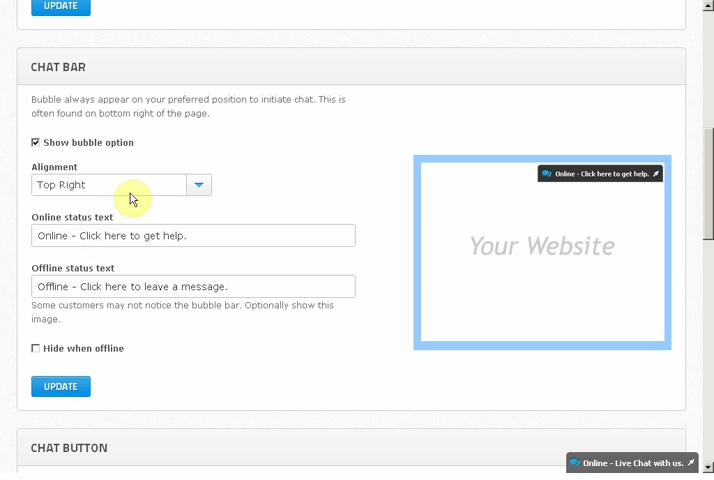 UPDATE
CHAT BAR
Bubble always appear on your preferred position to initiate chat. This is
often found on bottom right of the page.
Show bubble option
Alignment
Top Right
Online - Click here to get help.
Your Website
Online status text
Online - Click here to get help.
Offline status text
Offline - Click here to leave a message.
Some customers may not notice the bubble bar. Optionally show this
image.
Hide when offline
UPDATE
CHAT BUTTON
Online - Live Chat with us.